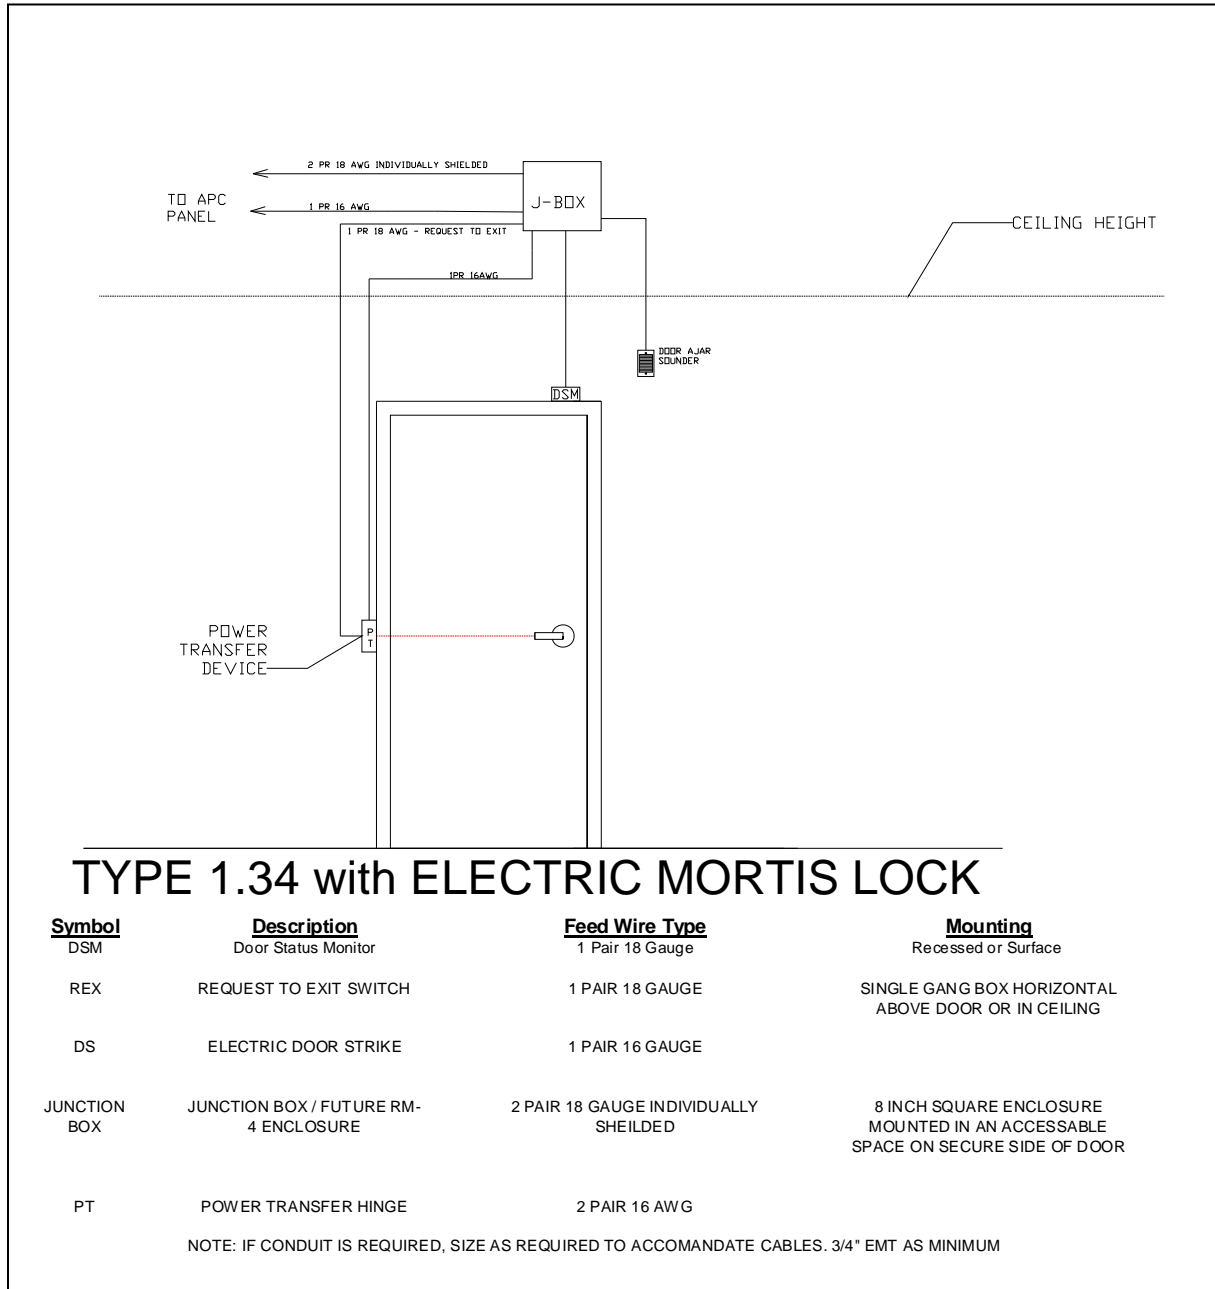 2 PR 18 AWG INDIVIDUALLY SHIELDED
TO APC
PANEL
1 PR 16 AWG
J-BOX
1 PR 18 AWG - REQUEST TO EXIT
CEILING HEIGHT
1PR 16AWG
DOOR AJAR
SOUNDER
DSM
POWER
TRANSFER
DEVICE
P
T
TYPE 1.34 with ELECTRIC MORTIS LOCK
Symbol Description Feed Wire Type Mounting
DSM Door Status Monitor 1 Pair 18 Gauge Recessed or Surface
REX REQUEST TO EXIT SWITCH 1 PAIR 18 GAUGE SINGLE GANG BOX HORIZONTAL
ABOVE DOOR OR IN CEILING
DS ELECTRIC DOOR STRIKE 1 PAIR 16 GAUGE
JUNCTION JUNCTION BOX / FUTURE RM- 2 PAIR 18 GAUGE INDIVIDUALLY 8 INCH SQUARE ENCLOSURE
BOX 4 ENCLOSURE SHEILDED MOUNTED IN AN ACCESSABLE
SPACE ON SECURE SIDE OF DOOR
PT POWER TRANSFER HINGE 2 PAIR 16 AWG
NOTE: IF CONDUIT IS REQUIRED, SIZE AS REQUIRED TO ACCOMANDATE CABLES. 3/4" EMT AS MINIMUM